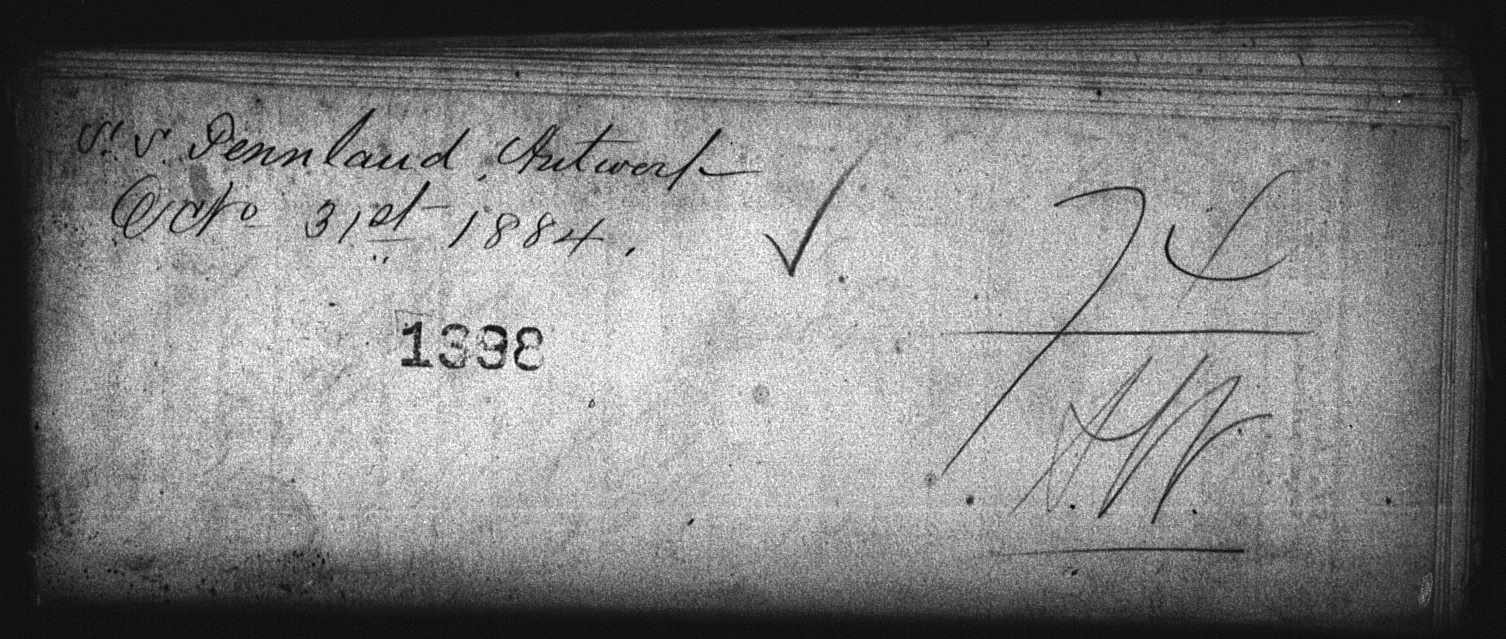 S.S. Pennland, Antwerp
Octo 31st 1884.
1398